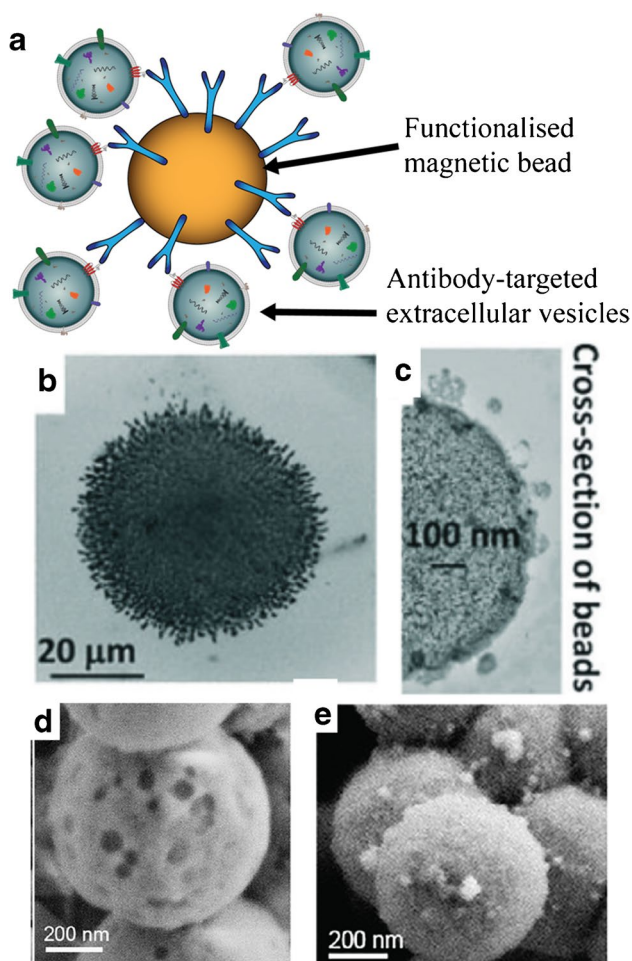 a
Functionalised
magnetic bead
Antibody-targeted
extracellular vesicles
b
20 μm
c
100 nm
Cross-section of beads
d
200 nm
e
200 nm